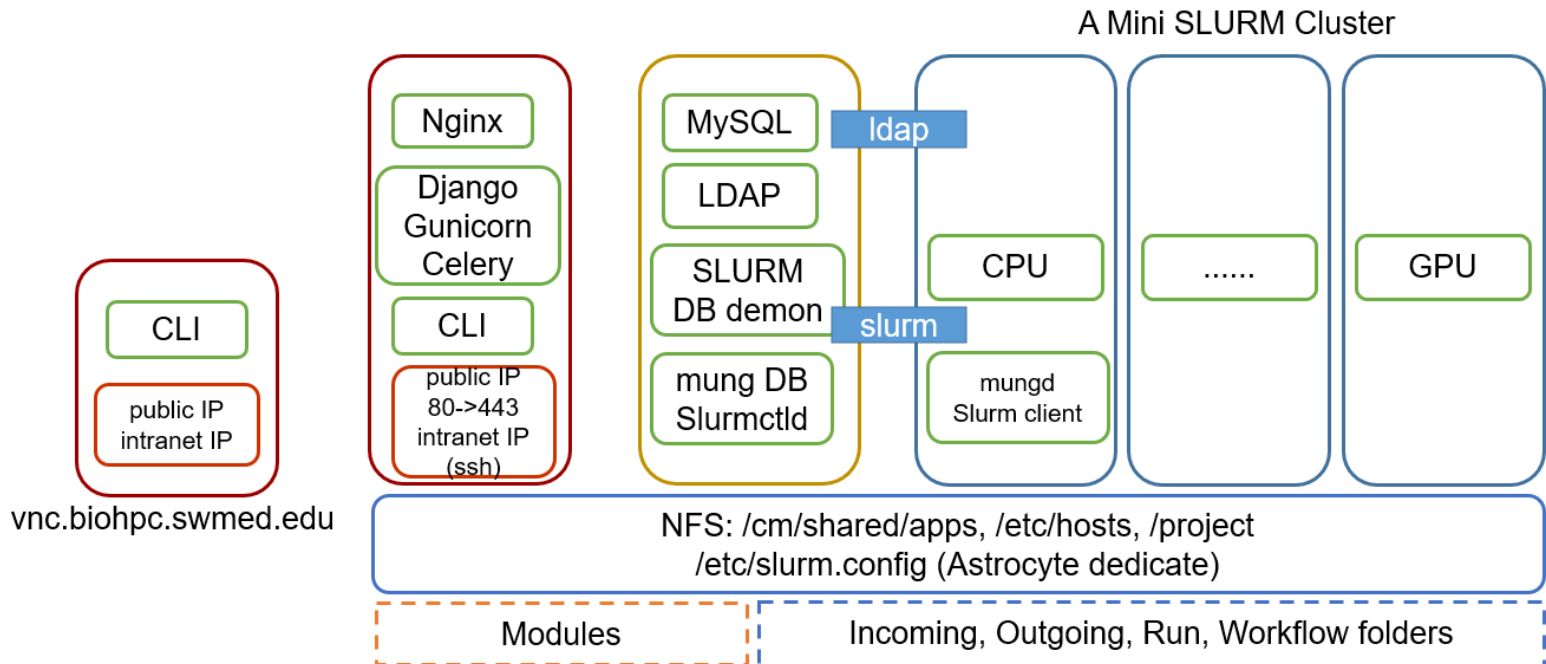 A Mini SLURM Cluster
Nginx
Django
Gunicorn
Celery
CLI
public IP
80->443
intranet IP
(ssh)
CLI
public IP
intranet IP
vnc.biohpc.swmed.edu
MySQL
LDAP
SLURM
DB demon
mung DB
Slurmctld
ldap
slurm
CPU
mungd
Slurm client
......
GPU
NFS: /cm/shared/apps, /etc/hosts, /project
/etc/slurm.config (Astrocyte dedicate)
Modules
Incoming, Outgoing, Run, Workflow folders